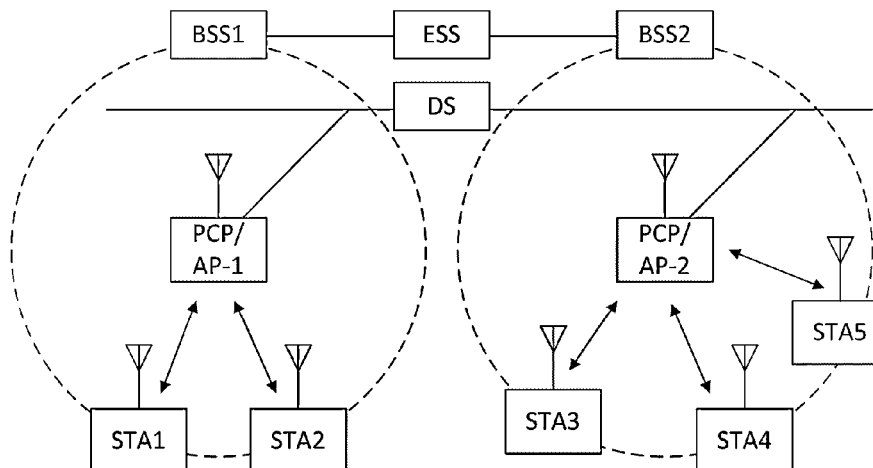 BSS1
ESS
BSS2
DS
PCP/
AP-1
PCP/
AP-2
STA5
STA3
STA1
STA2
STA4